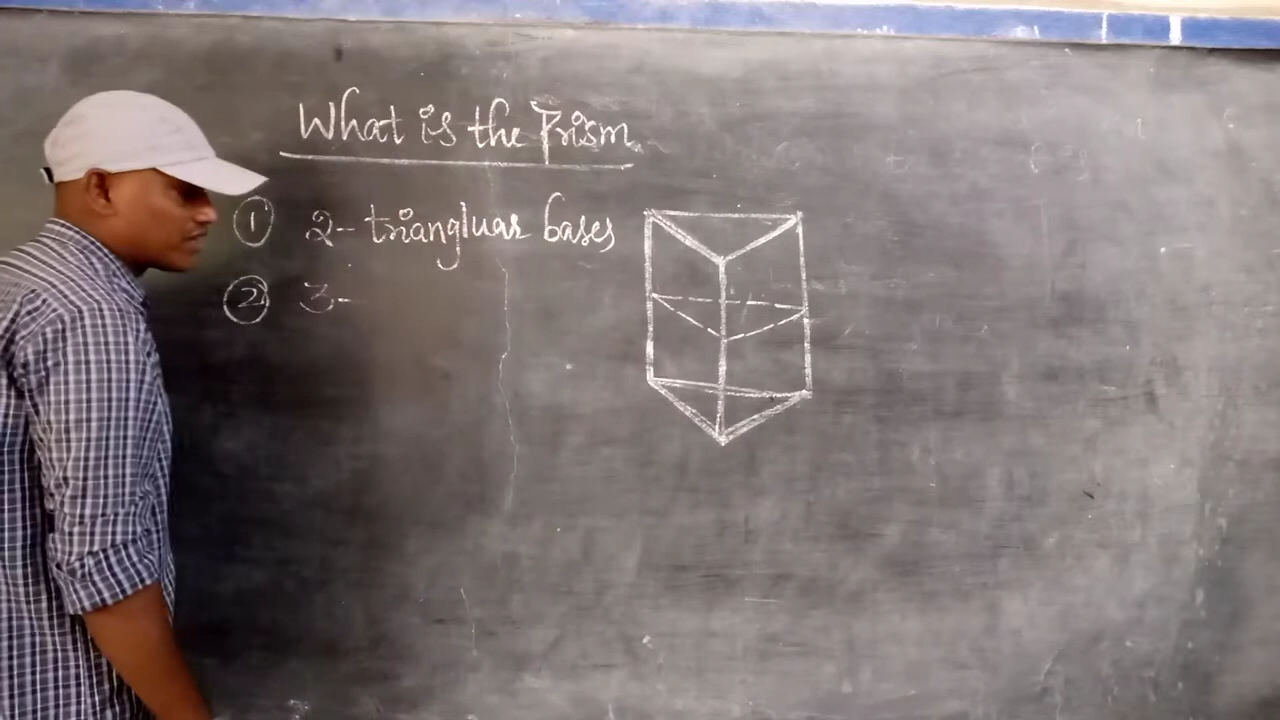 What is the Prism.
① 2- triangluar bases
② 3-